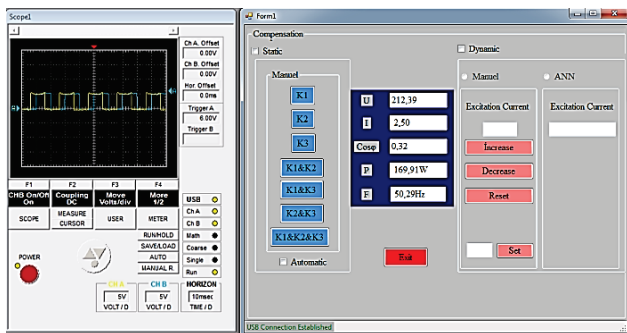 Scope1
Ch A. Offset
0.00V
Ch B. Offset
0.00V
Hor. Offset
0.0ms
Trigger A
6.00V
Trigger B
A
B
F1
F2
F3
F4
CHB On/Off
On
Coupling
DC
Move
Volts/div
More
1/2
SCOPE
MEASURE
CURSOR
USER
METER
RUN/HOLD
SAVE/LOAD
AUTO
MANUAL R.
USB
Ch A
Ch B
Math
Coarse
Single
Run
POWER
CH A
5V
VOLT / D
CH B
5V
VOLT / D
HORIZON
10msec
TIME / D
Form1
Compensation
Static
Manuel
K1
K2
K3
K1&K2
K1&K3
K2&K3
K1&K2&K3
Automatic
U 212,39
I 2,50
Cosφ 0,32
P 169,91W
F 50,29Hz
Exit
Dynamic
Manuel
Excitation Current
Increase
Decrease
Reset
Set
ANN
Excitation Current
USB Connection Established